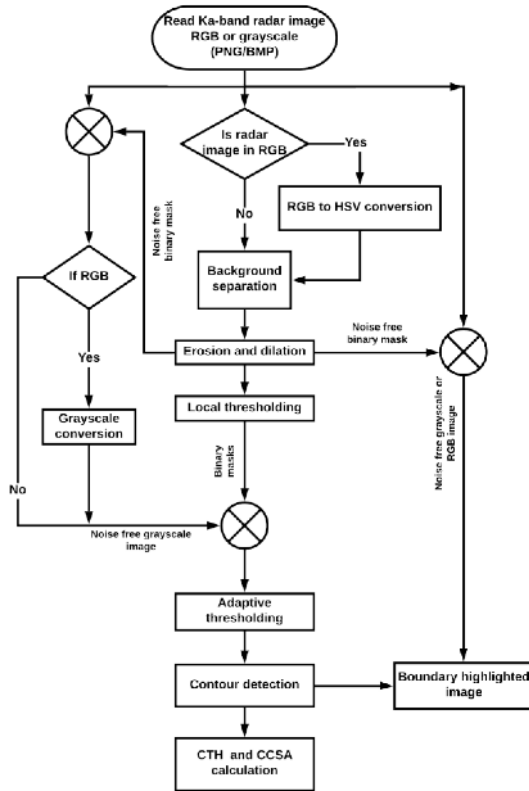 Read Ka-band radar image
RGB or grayscale
(PNG/BMP)
Is radar
image in RGB
Yes
No
RGB to HSV conversion
Noise free
binary mask
If RGB
Background
separation
Yes
Erosion and dilation
Noise free
binary mask
Local thresholding
Grayscale
conversion
No
Binary
masks
Noise free grayscale or
RGB image
Noise free grayscale
image
Adaptive
thresholding
Contour detection
Boundary highlighted
image
CTH and CCSA
calculation